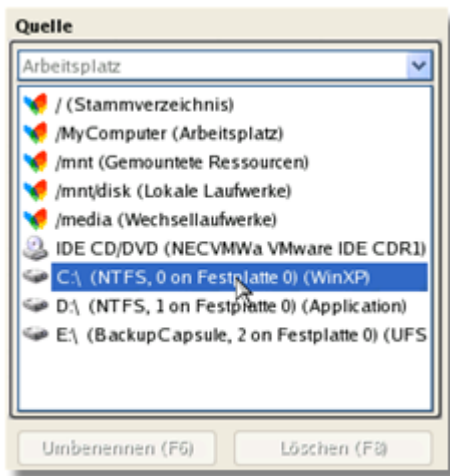 Quelle
Arbeitsplatz
/ (Stammverzeichnis)
/MyComputer (Arbeitsplatz)
/mnt (Gemountete Ressourcen)
/mnt/disk (Lokale Laufwerke)
/media (Wechsellaufwerke)
IDE CD/DVD (NECVMWa VMware IDE CDR1)
C:\ (NTFS, 0 on Festplatte 0) (WinXP)
D:\ (NTFS, 1 on Festplatte 0) (Application)
E:\ (BackupCapsule, 2 on Festplatte 0) (UFS
Umbenennen (F6) Löschen (F8)